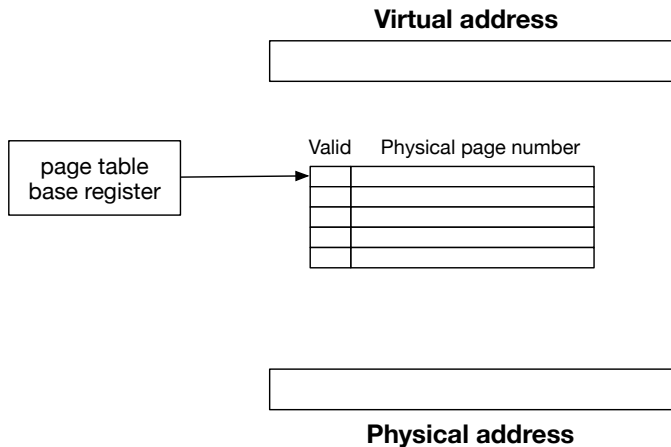 Virtual address
Valid Physical page number
page table
base register
Physical address